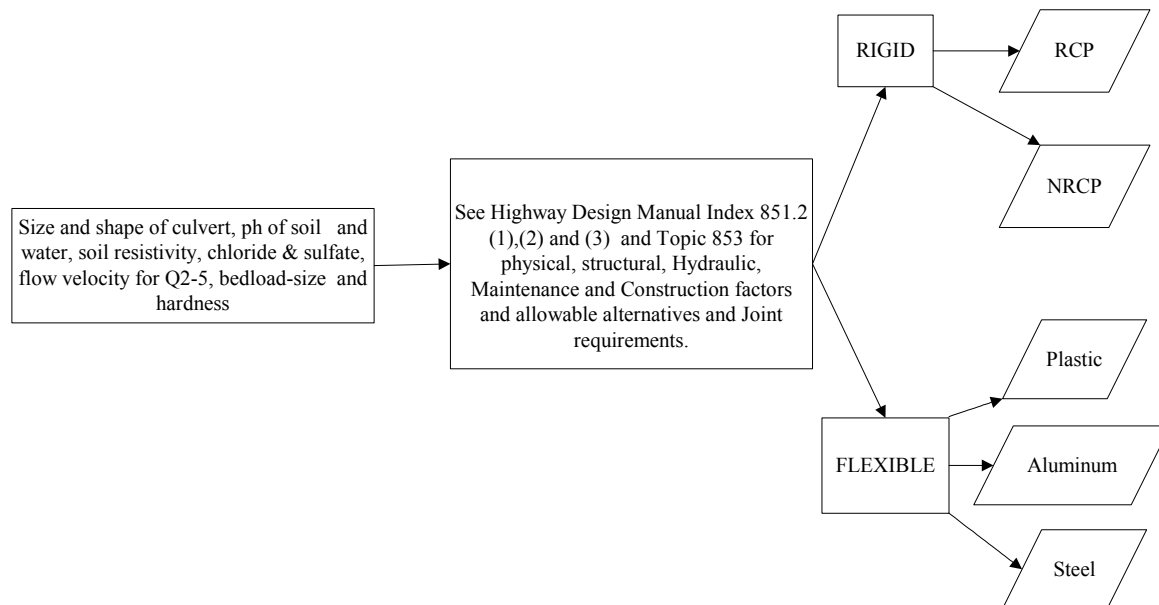 Size and shape of culvert, ph of soil and
water, soil resistivity, chloride & sulfate,
flow velocity for Q2-5, bedload-size and
hardness
See Highway Design Manual Index 851.2
(1),(2) and (3) and Topic 853 for
physical, structural, Hydraulic,
Maintenance and Construction factors
and allowable alternatives and Joint
requirements.
RIGID
RCP
NRCP
FLEXIBLE
Plastic
Aluminum
Steel